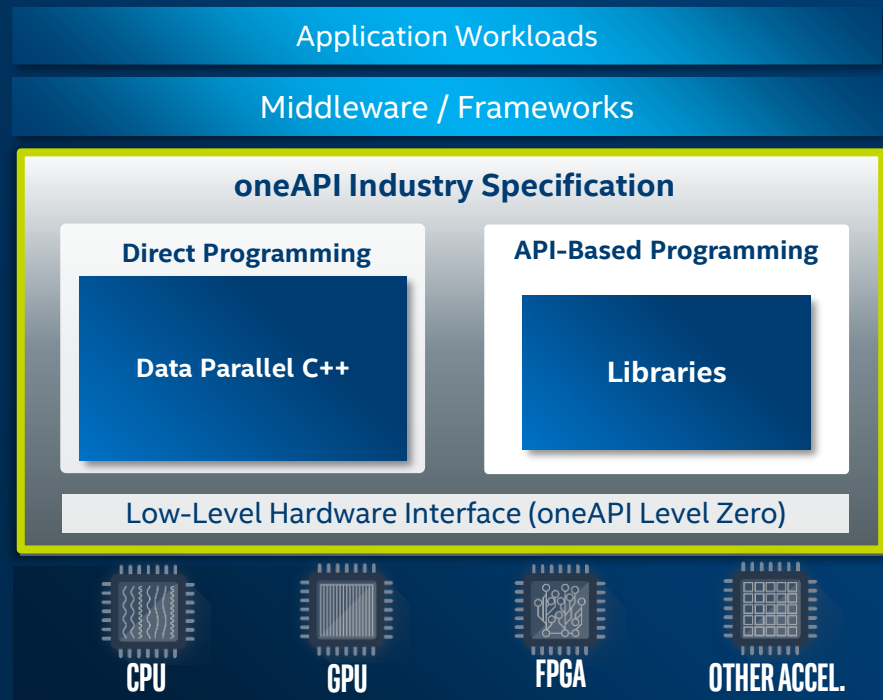 Application Workloads
Middleware / Frameworks
oneAPI Industry Specification
Direct Programming
Data Parallel C++
API-Based Programming
Libraries
Low-Level Hardware Interface (oneAPI Level Zero)
CPU
GPU
FPGA
OTHER ACCEL.